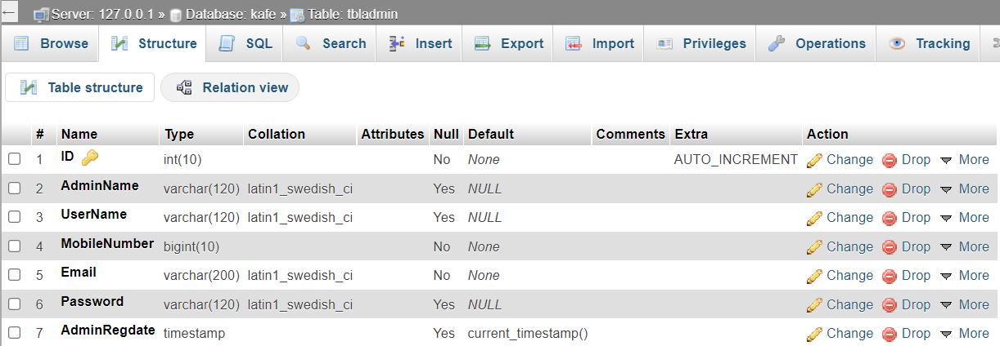 Server: 127.0.0.1 » Database: kafe » Table: tbladmin
Browse Structure SQL Search Insert Export Import Privileges Operations Tracking
Table structure Relation view
# Name Type Collation Attributes Null Default Comments Extra Action
1 ID int(10) No None AUTO_INCREMENT Change Drop More
2 AdminName varchar(120) latin1_swedish_ci Yes NULL Change Drop More
3 UserName varchar(120) latin1_swedish_ci Yes NULL Change Drop More
4 MobileNumber bigint(10) No None Change Drop More
5 Email varchar(200) latin1_swedish_ci No None Change Drop More
6 Password varchar(120) latin1_swedish_ci Yes NULL Change Drop More
7 AdminRegdate timestamp Yes current_timestamp() Change Drop More